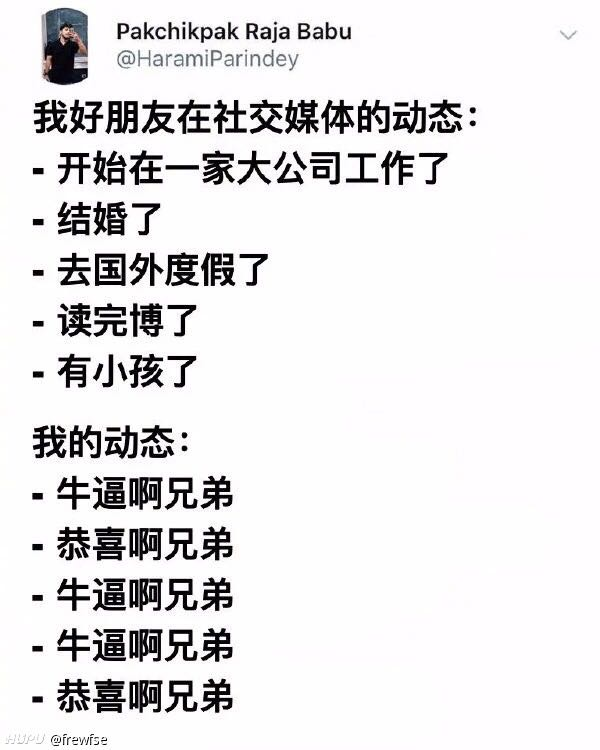 Pakchikpak Raja Babu
@HaramiParindey
我好朋友在社交媒体的动态：
- 开始在一家大公司工作了
- 结婚了
- 去国外度假了
- 读完博了
- 有小孩了
我的动态：
- 牛逼啊兄弟
- 恭喜啊兄弟
- 牛逼啊兄弟
- 牛逼啊兄弟
- 恭喜啊兄弟
HUPU @frewfse